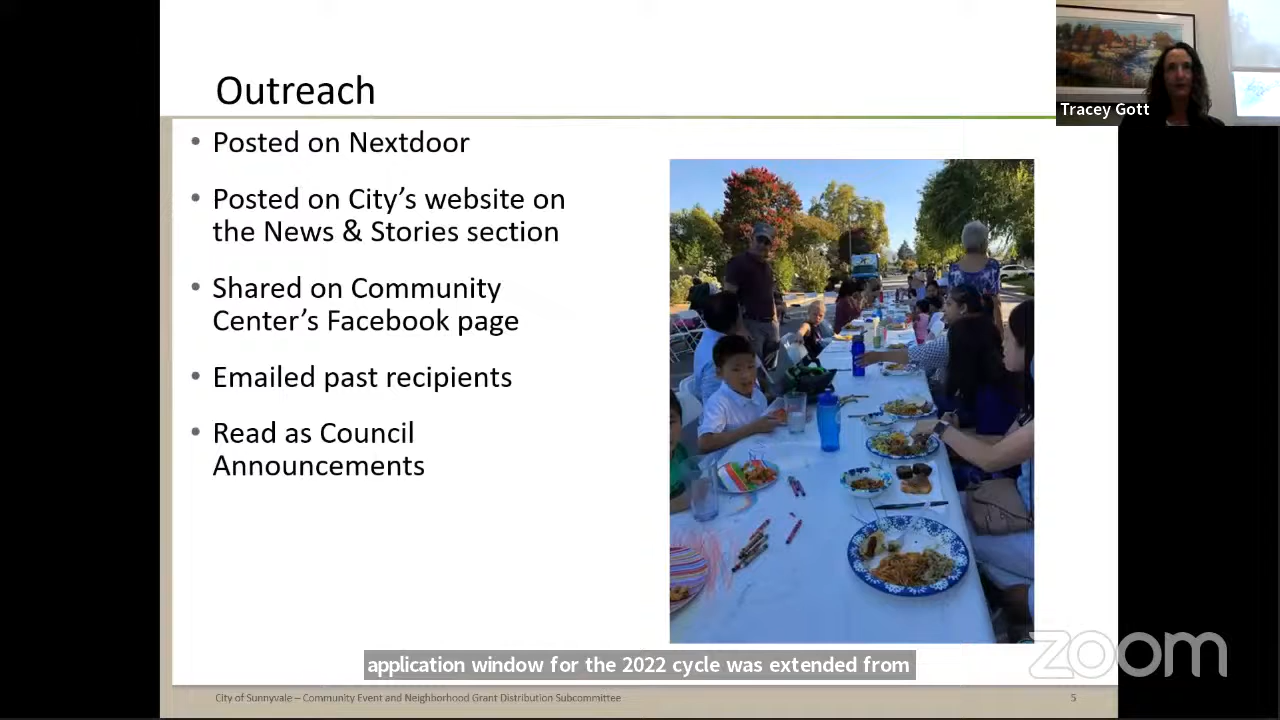 Outreach
Tracey Gott
• Posted on Nextdoor
• Posted on City’s website on
the News & Stories section
• Shared on Community
Center’s Facebook page
• Emailed past recipients
• Read as Council
Announcements
application window for the 2022 cycle was extended from
zoom
City of Sunnyvale – Community Event and Neighborhood Grant Distribution Subcommittee
5